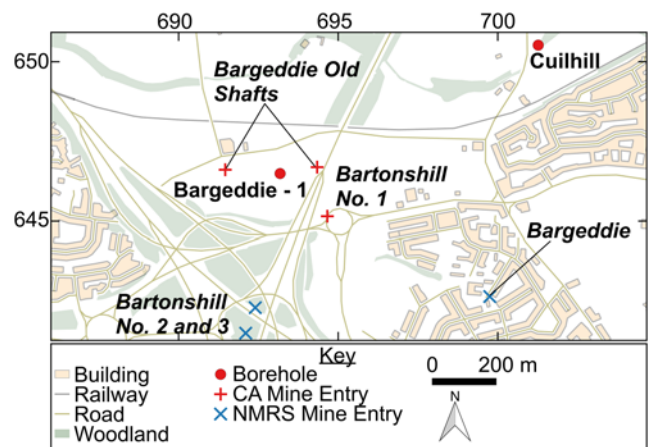 690 695 700
650
645
Cuilhill
Bargeddie Old
Shafts
Bargeddie - 1
Bartonshill
No. 1
Bargeddie
Bartonshill
No. 2 and 3
Key
Building
Railway
Road
Woodland
Borehole
CA Mine Entry
NMRS Mine Entry
0 200 m
N